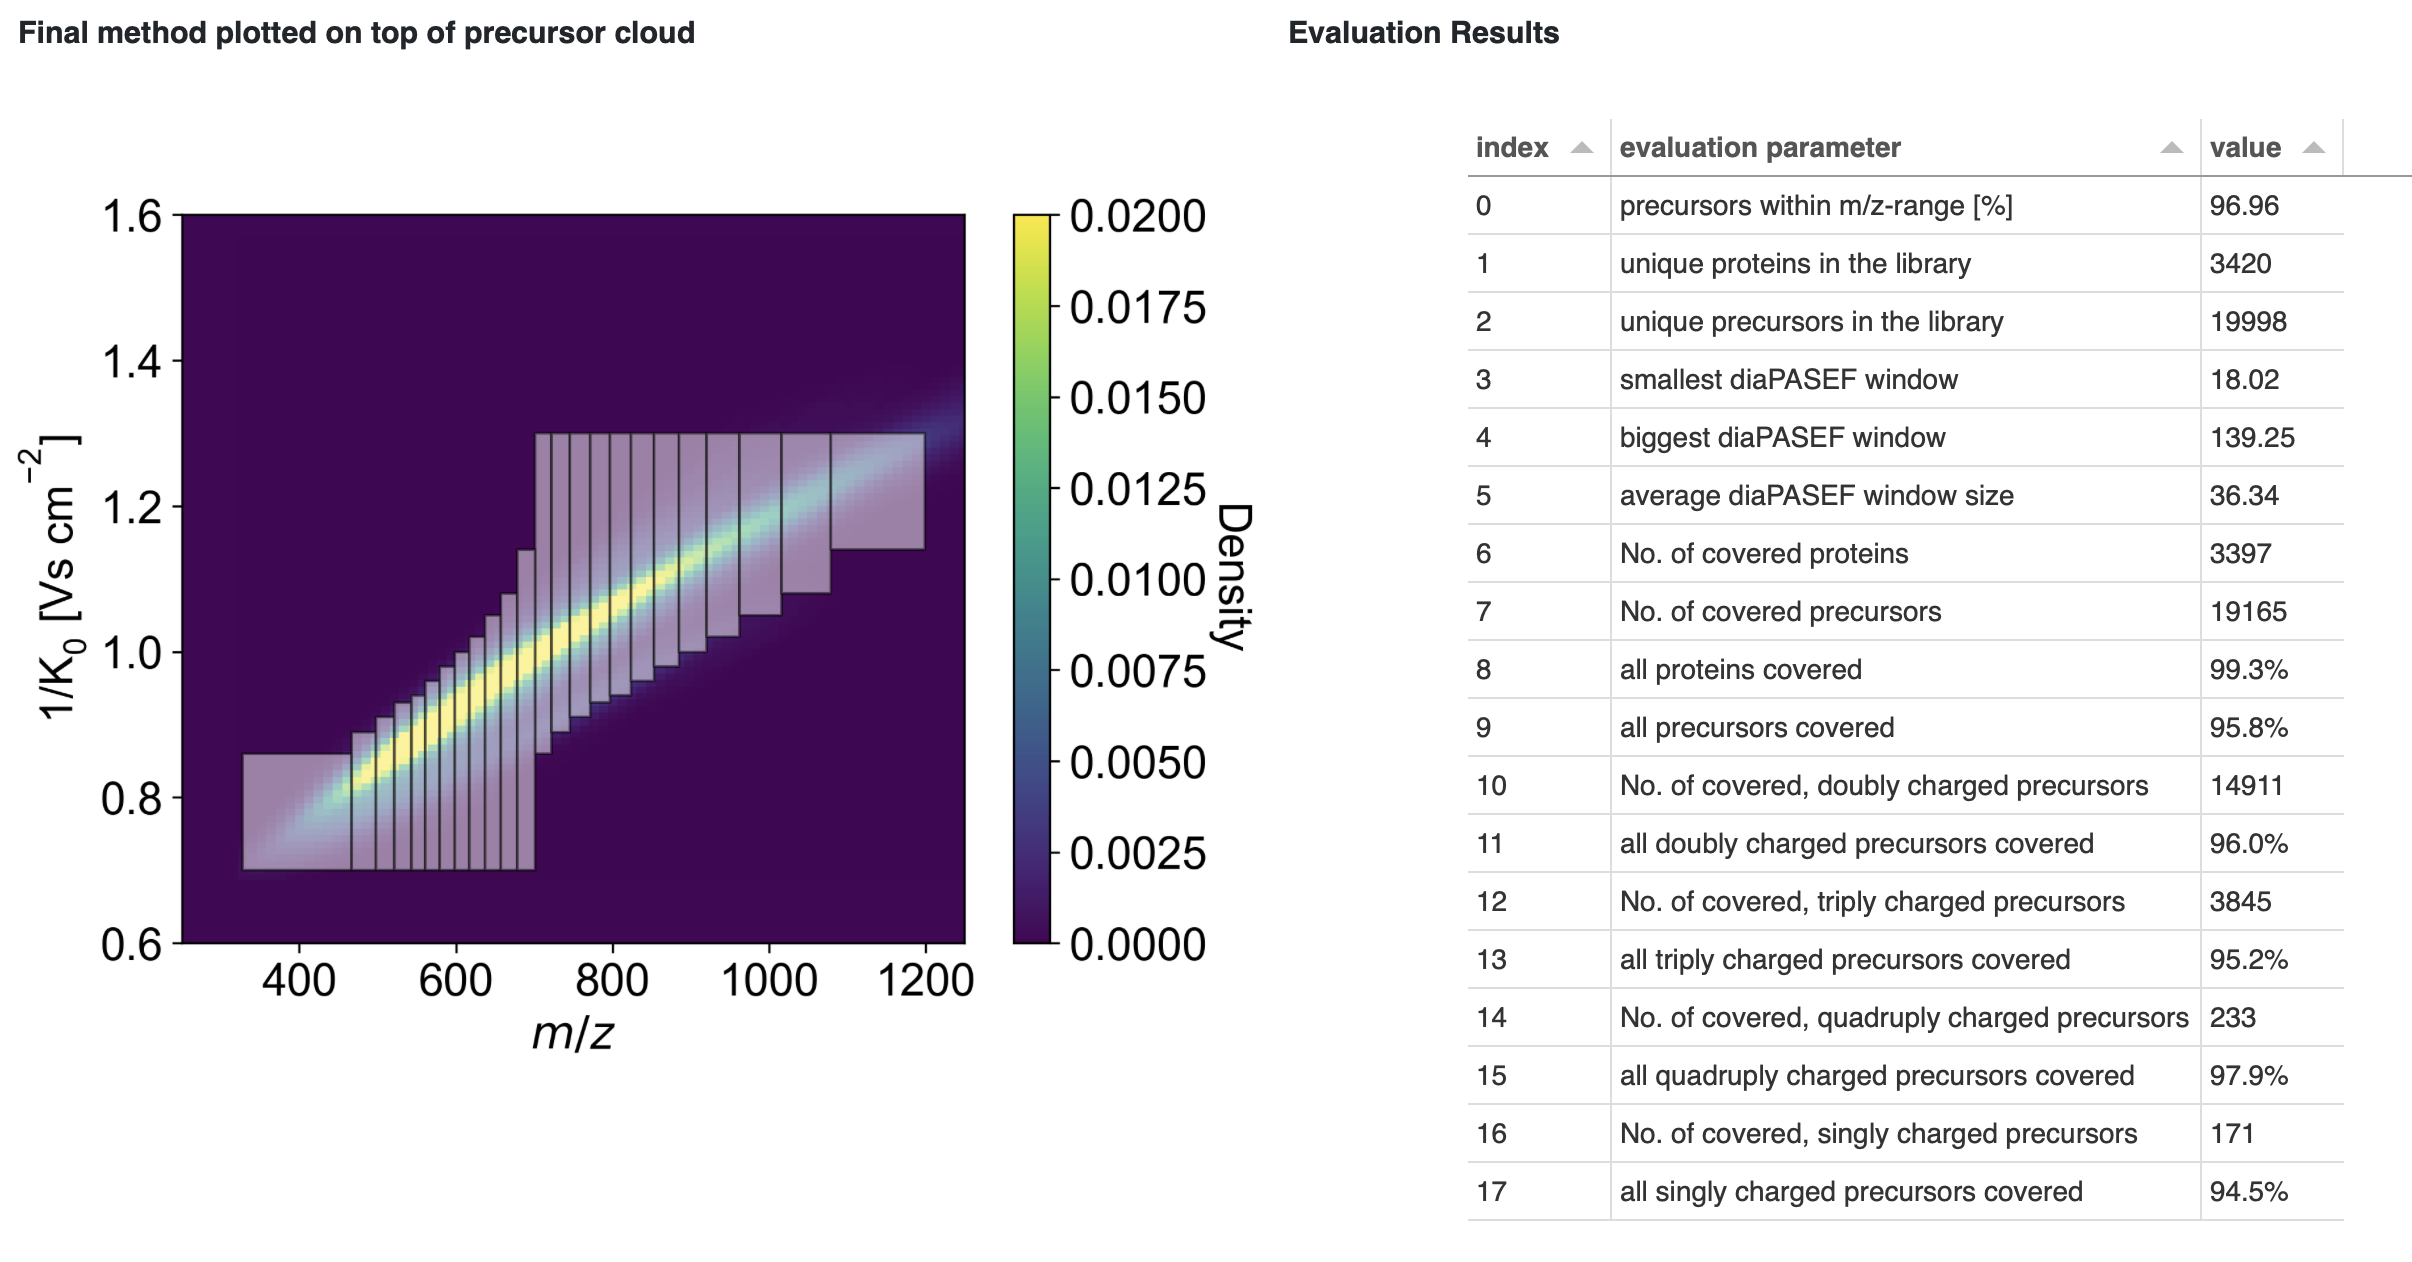 Final method plotted on top of precursor cloud
1.6
1.4
1.2
1.0
0.8
0.6
1/K0 [Vs cm−2]
400 600 800 1000 1200
m/z
0.0200
0.0175
0.0150
0.0125
0.0100
0.0075
0.0050
0.0025
0.0000
Density
Evaluation Results
index evaluation parameter value
0 precursors within m/z-range [%] 96.96
1 unique proteins in the library 3420
2 unique precursors in the library 19998
3 smallest diaPASEF window 18.02
4 biggest diaPASEF window 139.25
5 average diaPASEF window size 36.34
6 No. of covered proteins 3397
7 No. of covered precursors 19165
8 all proteins covered 99.3%
9 all precursors covered 95.8%
10 No. of covered, doubly charged precursors 14911
11 all doubly charged precursors covered 96.0%
12 No. of covered, triply charged precursors 3845
13 all triply charged precursors covered 95.2%
14 No. of covered, quadruply charged precursors 233
15 all quadruply charged precursors covered 97.9%
16 No. of covered, singly charged precursors 171
17 all singly charged precursors covered 94.5%